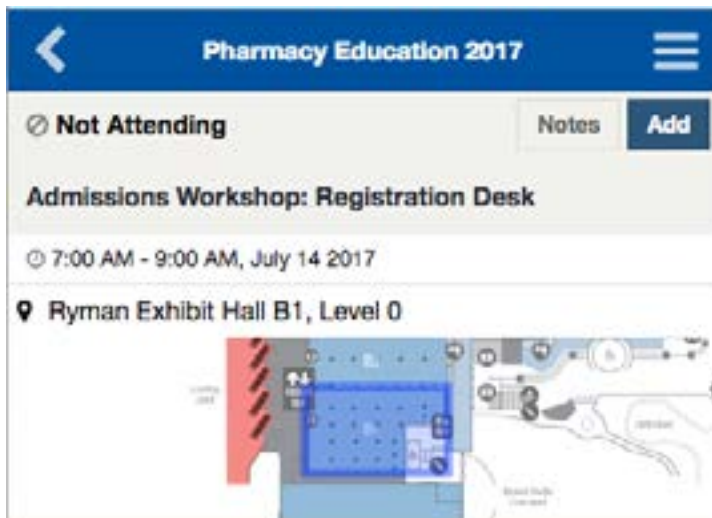 Pharmacy Education 2017
Not Attending
Notes
Add
Admissions Workshop: Registration Desk
7:00 AM - 9:00 AM, July 14 2017
Ryman Exhibit Hall B1, Level 0